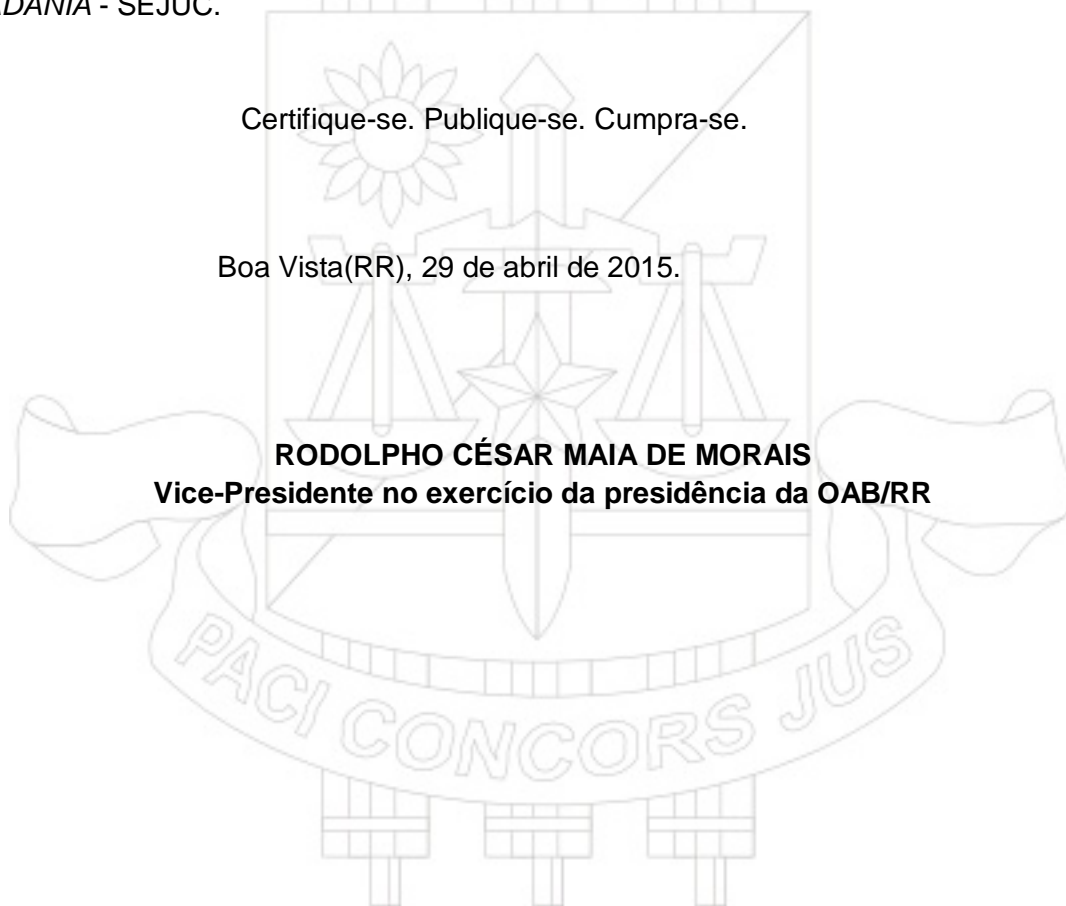 ADANIA - SEJUC.
Certifique-se. Publique-se. Cumpra-se.
Boa Vista(RR), 29 de abril de 2015.
RODOLPHO CÉSAR MAIA DE MORAIS
Vice-Presidente no exercício da presidência da OAB/RR
PACI CONCORS JUS